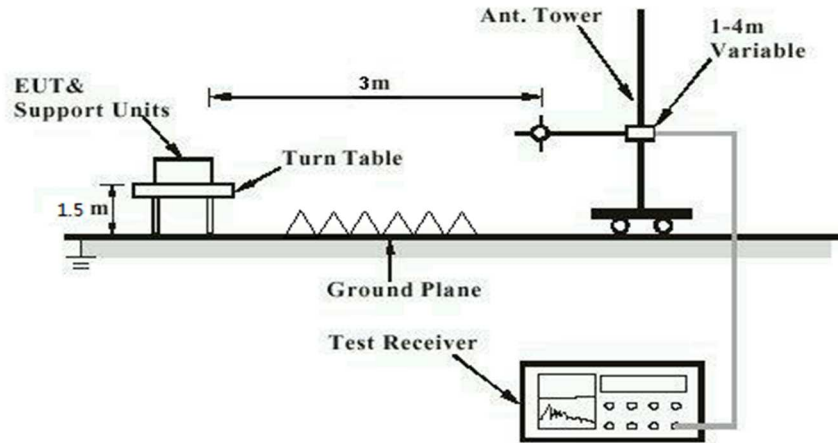 Ant. Tower
1-4m
Variable
3m
EUT&
Support Units
Turn Table
1.5 m
Ground Plane
Test Receiver